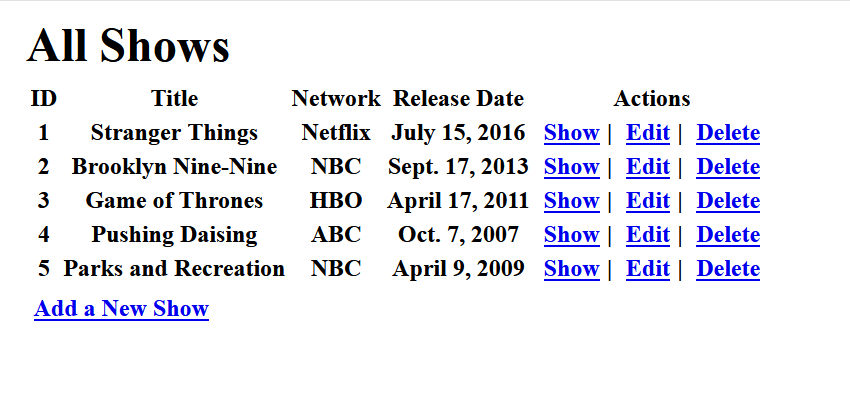 All Shows
ID Title Network Release Date Actions
1 Stranger Things Netflix July 15, 2016 Show | Edit | Delete
2 Brooklyn Nine-Nine NBC Sept. 17, 2013 Show | Edit | Delete
3 Game of Thrones HBO April 17, 2011 Show | Edit | Delete
4 Pushing Daising ABC Oct. 7, 2007 Show | Edit | Delete
5 Parks and Recreation NBC April 9, 2009 Show | Edit | Delete
Add a New Show